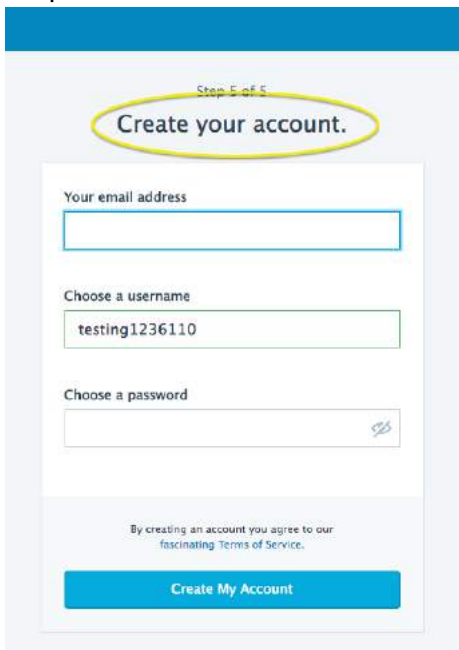 Step 5 of 5
Create your account.
Your email address
Choose a username
testing1236110
Choose a password
By creating an account you agree to our
fascinating Terms of Service.
Create My Account